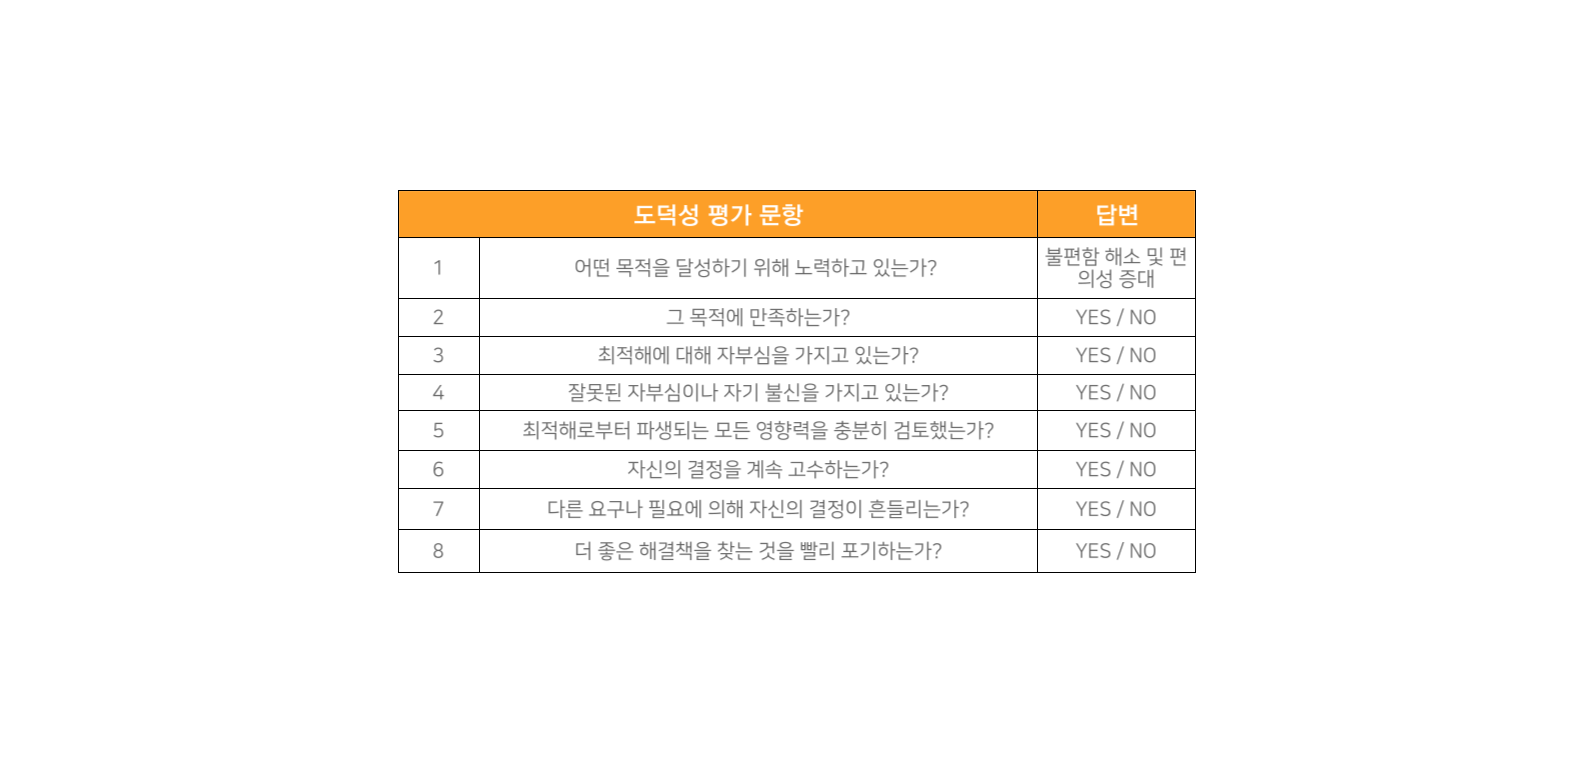 도덕성 평가 문항 답변
1 어떤 목적을 달성하기 위해 노력하고 있는가? 불편함 해소 및 편
의성 증대
2 그 목적에 만족하는가? YES / NO
3 최적해에 대해 자부심을 가지고 있는가? YES / NO
4 잘못된 자부심이나 자기 불신을 가지고 있는가? YES / NO
5 최적해로부터 파생되는 모든 영향력을 충분히 검토했는가? YES / NO
6 자신의 결정을 계속 고수하는가? YES / NO
7 다른 요구나 필요에 의해 자신의 결정이 흔들리는가? YES / NO
8 더 좋은 해결책을 찾는 것을 빨리 포기하는가? YES / NO